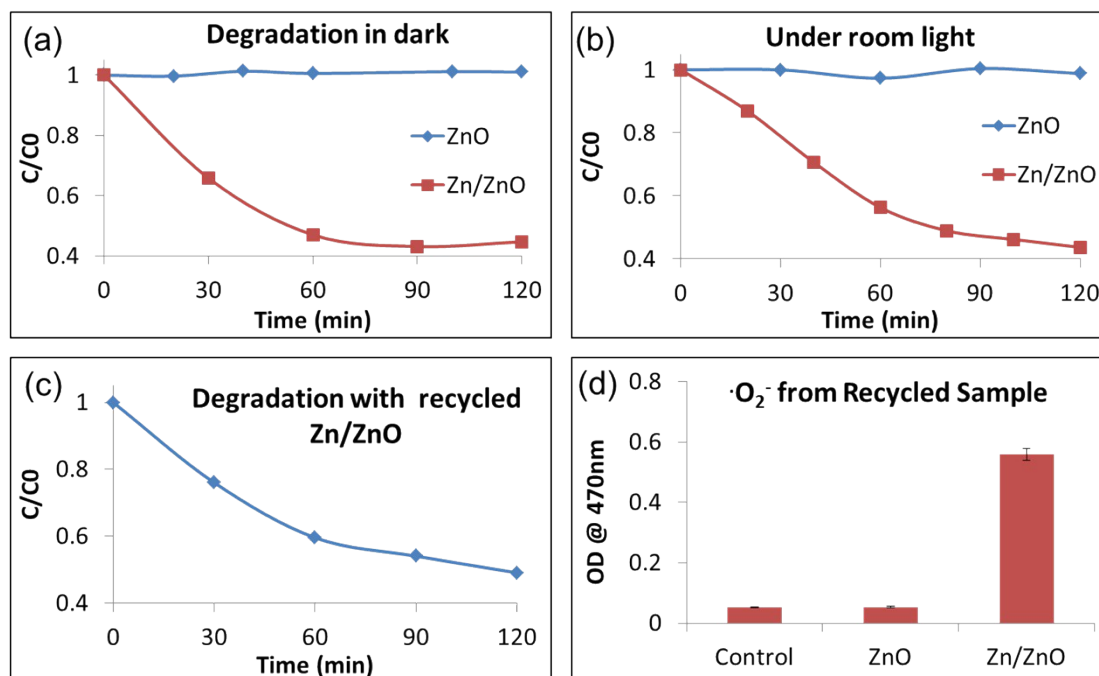 (a)
Degradation in dark
1
0.8
0.6
0.4
C/C0
ZnO
Zn/ZnO
0 30 60 90 120
Time (min)
(b)
Under room light
1
0.8
0.6
0.4
C/C0
ZnO
Zn/ZnO
0 30 60 90 120
Time (min)
(c)
Degradation with recycled
Zn/ZnO
1
0.8
0.6
0.4
C/C0
0 30 60 90 120
Time (min)
(d)
·O₂⁻ from Recycled Sample
0.8
0.6
0.4
0.2
0
OD @ 470nm
Control ZnO Zn/ZnO